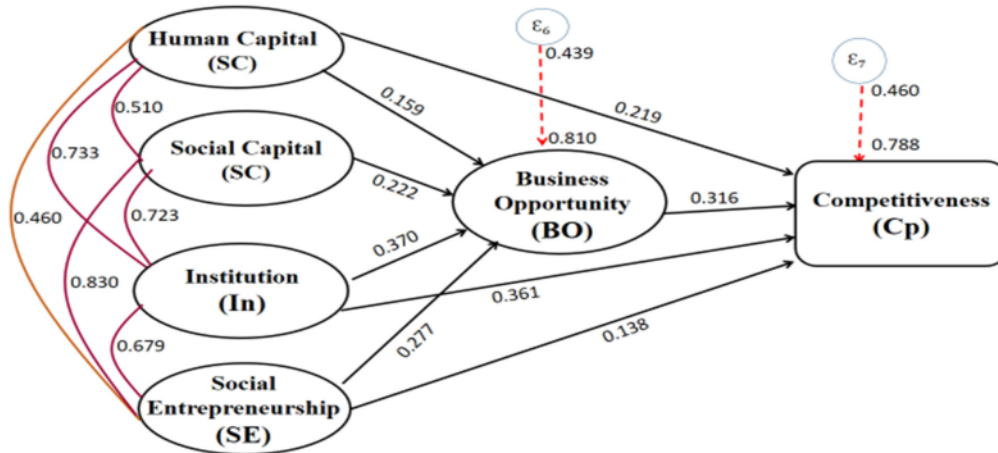 Human Capital
(SC)
ε6
0.439
ε7
0.460
0.159
0.510
0.219
0.788
0.810
Social Capital
(SC)
0.733
0.222
Business
Opportunity
(BO)
0.316
Competitiveness
(Cp)
0.460
0.723
0.370
Institution
(In)
0.830
0.361
0.277
0.138
0.679
Social
Entrepreneurship
(SE)